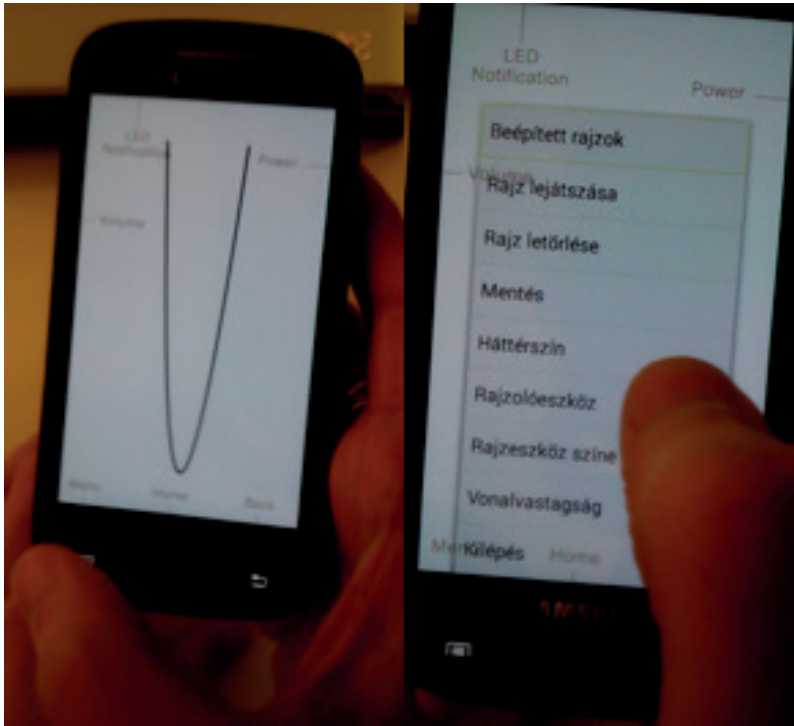 LED
Notification
Power
Volume
Menu
Home
Back
LED
Notification
Power
Beépített rajzok
Volume
Rajz lejátszása
Rajz letörlése
Mentés
Háttérszín
Rajzolóeszköz
Rajzeszköz színe
Vonalvastagság
Kilépés
Home